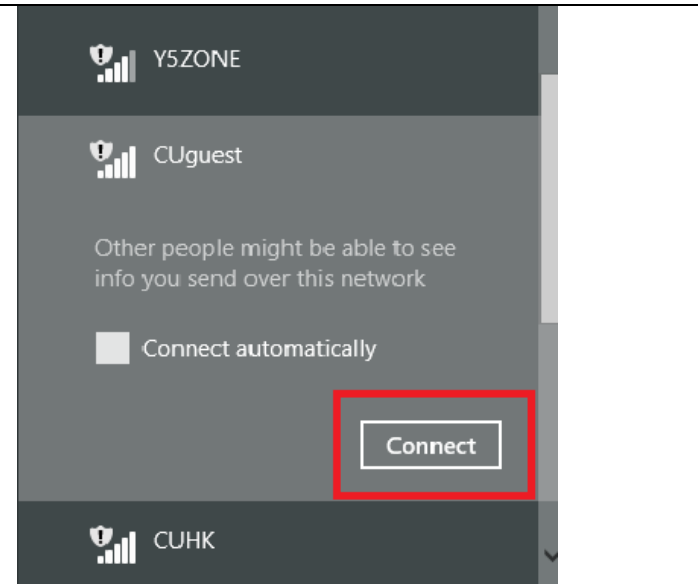 Y5ZONE
CUguest
Other people might be able to see
info you send over this network
Connect automatically
Connect
CUHK